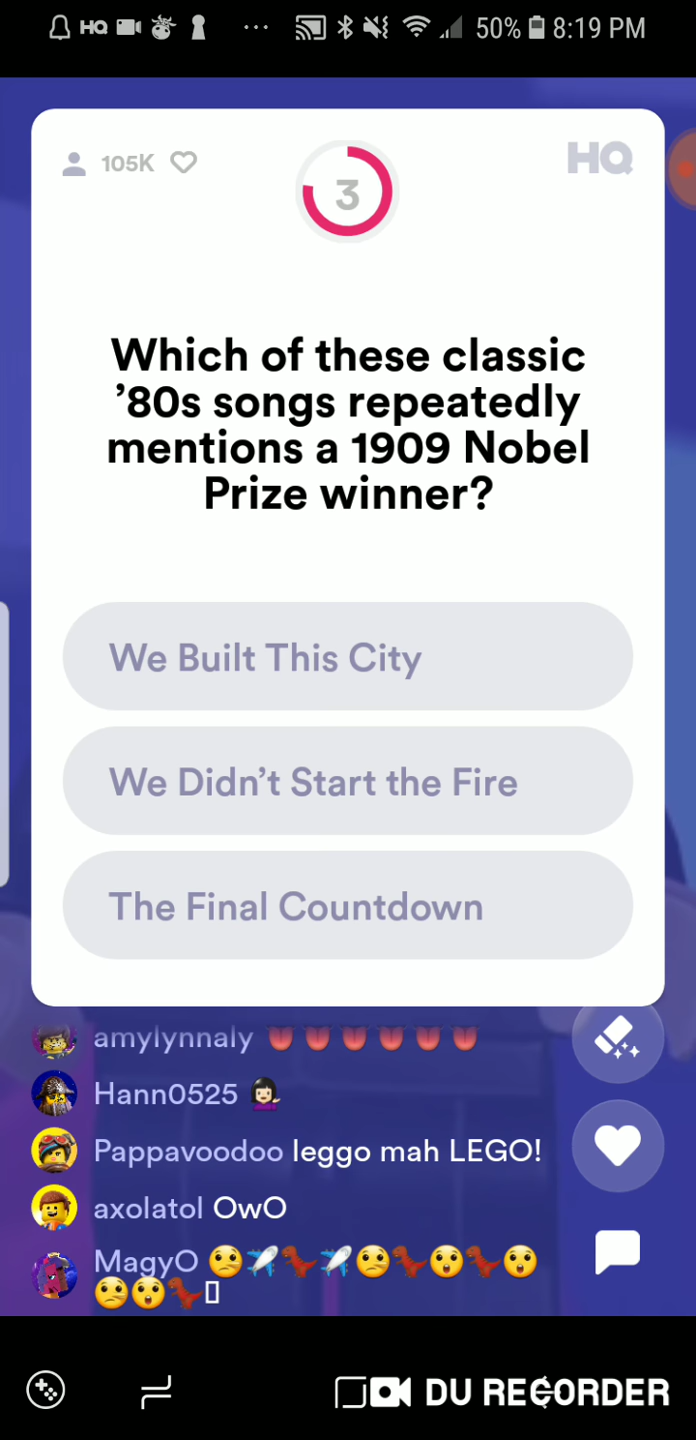 HQ ... 50% 8:19 PM
105K 3 HQ
Which of these classic
’80s songs repeatedly
mentions a 1909 Nobel
Prize winner?
We Built This City
We Didn’t Start the Fire
The Final Countdown
amylynnaly
Hann0525
Pappavoodoo leggo mah LEGO!
axolatol OwO
MagyO
DU RECORDER